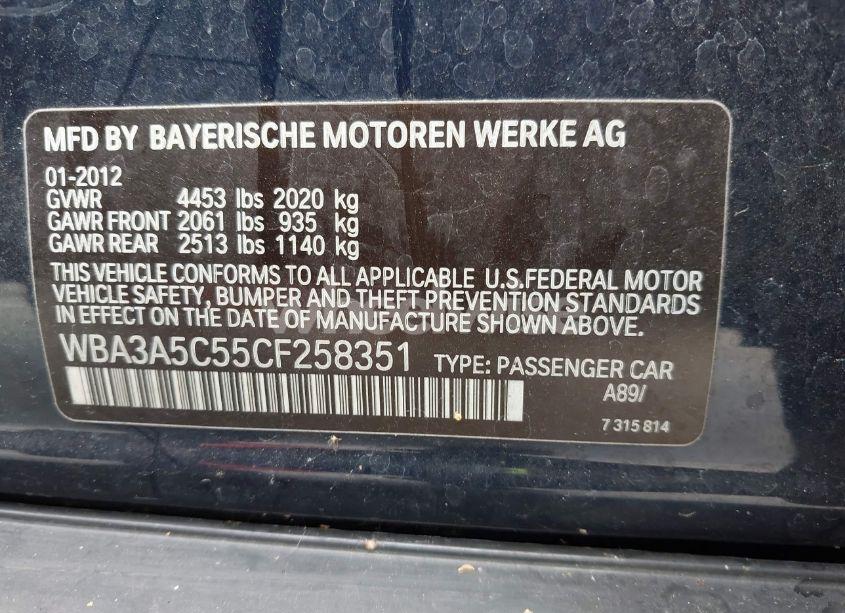 MFD BY BAYERISCHE MOTOREN WERKE AG
01-2012
GVWR 4453 lbs 2020 kg
GAWR FRONT 2061 lbs 935 kg
GAWR REAR 2513 lbs 1140 kg
THIS VEHICLE CONFORMS TO ALL APPLICABLE U.S.FEDERAL MOTOR
VEHICLE SAFETY, BUMPER AND THEFT PREVENTION STANDARDS
IN EFFECT ON THE DATE OF MANUFACTURE SHOWN ABOVE.
WBA3A5C55CF258351 TYPE: PASSENGER CAR
A89/
7 315 814